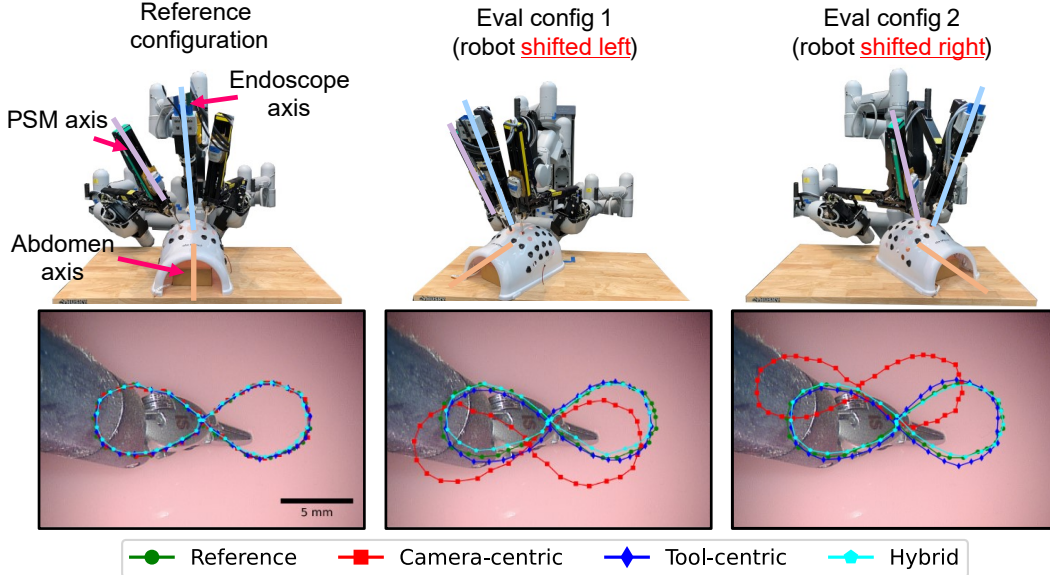 Reference
configuration
Eval config 1
(robot shifted left)
Eval config 2
(robot shifted right)
Endoscope
axis
PSM axis
Abdomen
axis
5 mm
Reference
Camera-centric
Tool-centric
Hybrid